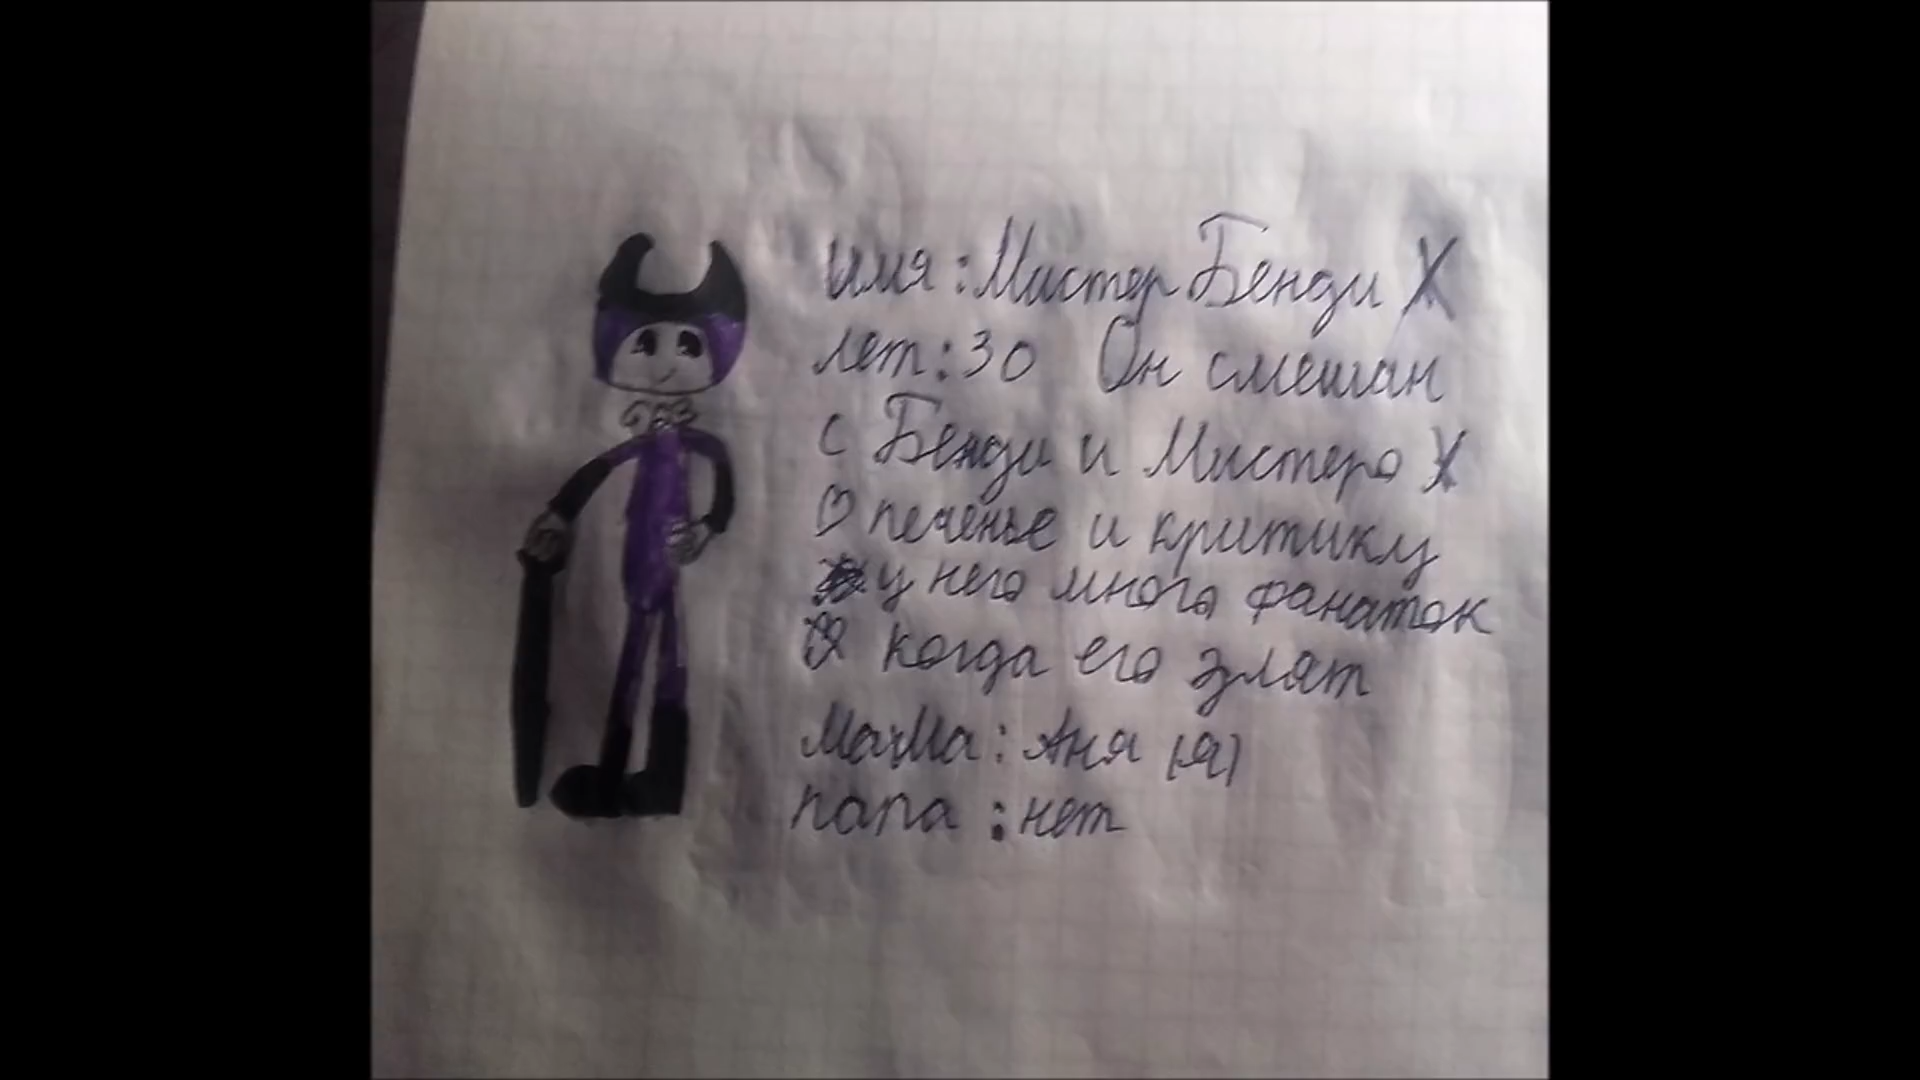 имя: Мистер Бенди Х
лет: 30 Он смешан
с Бенди и Мистера Х
♡ печенье и критику
у него много фанаток
когда его злят
МаМа: Аня (я)
папа: нет